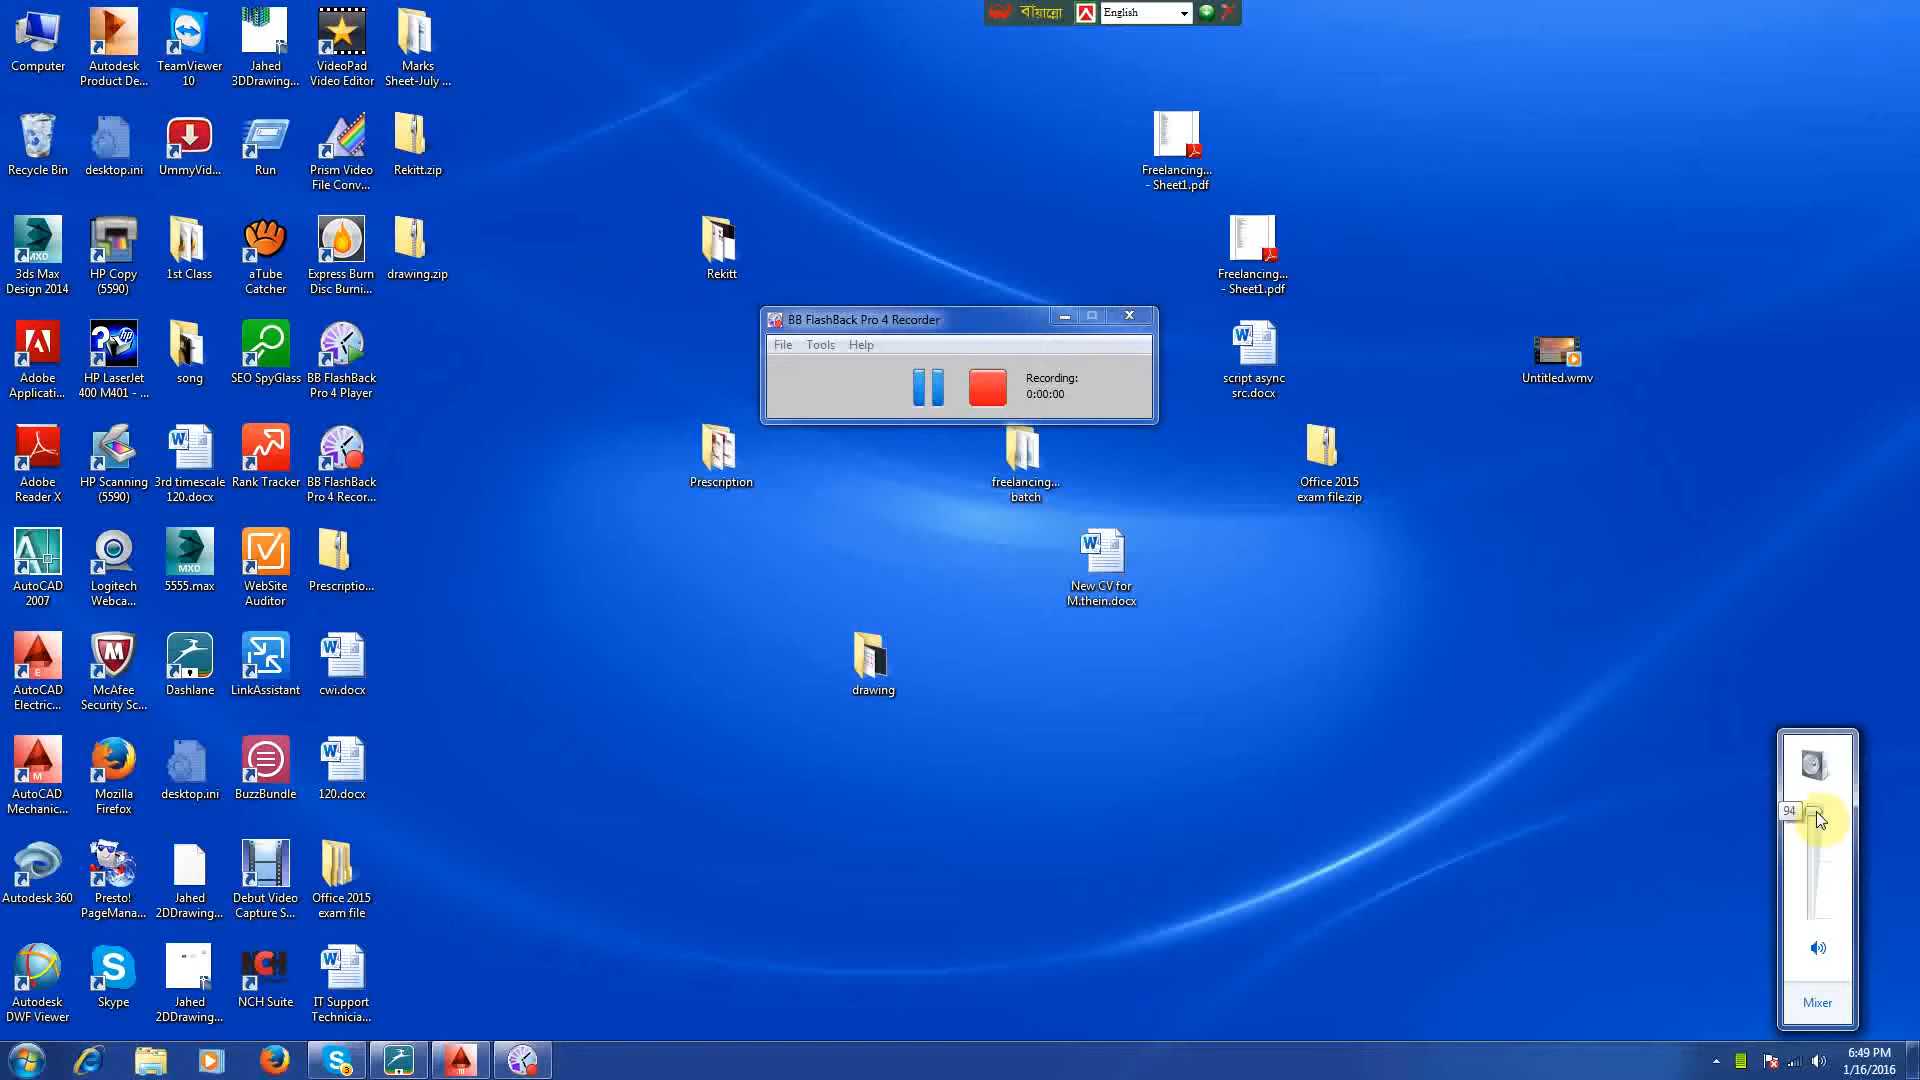 বায়ান্নো
English
Computer
Autodesk
Product De...
TeamViewer
10
Jahed
3DDrawing...
VideoPad
Video Editor
Marks
Sheet-July ...
Recycle Bin
desktop.ini
UmmyVid...
Run
Prism Video
File Conv...
Rekitt.zip
Freelancing...
- Sheet1.pdf
3ds Max
Design 2014
HP Copy
(5590)
1st Class
aTube
Catcher
Express Burn
Disc Burni...
drawing.zip
Rekitt
Freelancing...
- Sheet1.pdf
BB FlashBack Pro 4 Recorder
File Tools Help
Recording:
0:00:00
Adobe
Applicati...
HP LaserJet
400 M401 - ...
song
SEO SpyGlass
BB FlashBack
Pro 4 Player
script async
src.docx
Untitled.wmv
Adobe
Reader X
HP Scanning
(5590)
3rd timescale
120.docx
Rank Tracker
BB FlashBack
Pro 4 Recor...
Prescription
freelancing...
batch
Office 2015
exam file.zip
AutoCAD
2007
Logitech
Webca...
MXD
5555.max
WebSite
Auditor
Prescriptio...
New CV for
M.thein.docx
AutoCAD
Electric...
McAfee
Security Sc...
Dashlane
LinkAssistant
cwi.docx
drawing
AutoCAD
Mechanic...
Mozilla
Firefox
desktop.ini
BuzzBundle
120.docx
94
Autodesk 360
Presto!
PageMana...
Jahed
2DDrawing...
Debut Video
Capture S...
Office 2015
exam file
Autodesk
DWF Viewer
Skype
Jahed
2DDrawing...
NCH
NCH Suite
IT Support
Technicia...
Mixer
3
6:49 PM
1/16/2016